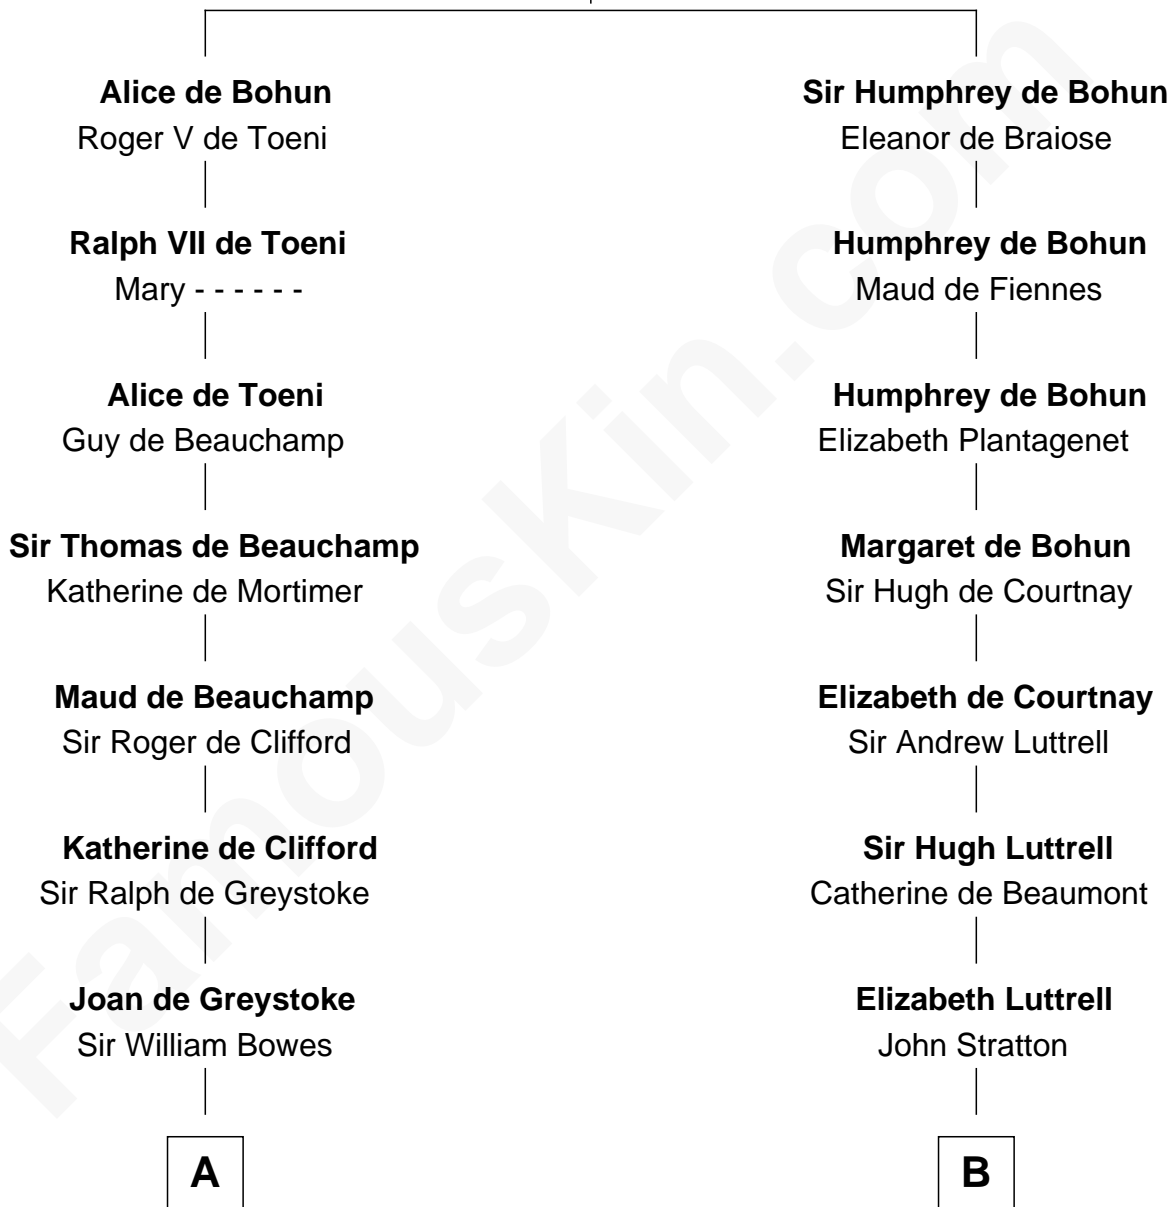 Alice de Bohun
Roger V de Toeni
Ralph VII de Toeni
Mary - - - - - -
Alice de Toeni
Guy de Beauchamp
Sir Thomas de Beauchamp
Katherine de Mortimer
Maud de Beauchamp
Sir Roger de Clifford
Katherine de Clifford
Sir Ralph de Greystoke
Joan de Greystoke
Sir William Bowes
A
Sir Humphrey de Bohun
Eleanor de Braiose
Humphrey de Bohun
Maud de Fiennes
Humphrey de Bohun
Elizabeth Plantagenet
Margaret de Bohun
Sir Hugh de Courtnay
Elizabeth de Courtnay
Sir Andrew Luttrell
Sir Hugh Luttrell
Catherine de Beaumont
Elizabeth Luttrell
John Stratton
B
FamousKin.com